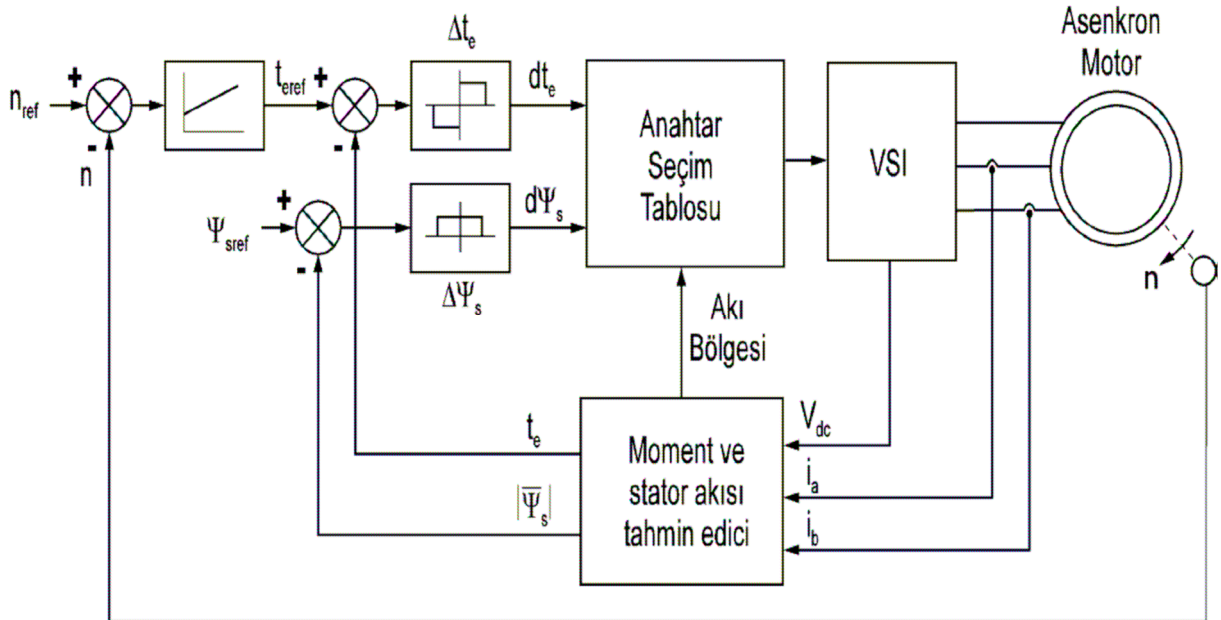 Asenkron
Motor
Δt_e
n_ref
+
-
n
t_eref
+
-
dt_e
Anahtar
Seçim
Tablosu
VSI
Ψ_sref
+
-
dΨ_s
ΔΨ_s
n
Akı
Bölgesi
t_e
|Ψ̅_s|
Moment ve
stator akısı
tahmin edici
V_dc
i_a
i_b